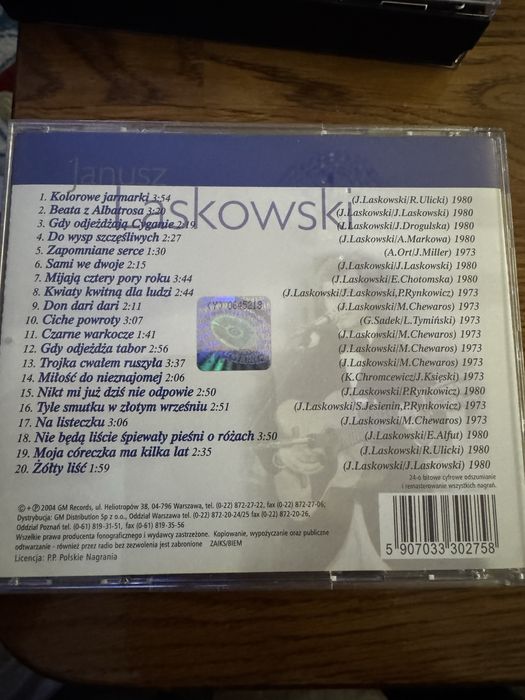 Janusz
Laskowski
1. Kolorowe jarmarki 3:54 (J.Laskowski/R.Ulicki) 1980
2. Beata z Albatrosa 3:20 (J.Laskowski/J.Laskowski) 1980
3. Gdy odjeżdżają Cyganie 2:19 (J.Laskowski/J.Drogulska) 1980
4. Do wysp szczęśliwych 2:27 (J.Laskowski/A.Markowa) 1980
5. Zapomniane serce 1:30 (A.Ort/J.Miller) 1973
6. Sami we dwoje 2:15 (J.Laskowski/J.Laskowski) 1980
7. Mijają cztery pory roku 3:44 (J.Laskowski/E.Chotomska) 1980
8. Kwiaty kwitną dla ludzi 2:44 (J.Laskowski/J.Laskowski,P.Rynkowicz) 1973
9. Don dari dari 2:11 (J.Laskowski/M.Chewaros) 1973
10. Ciche powroty 3:07 (G.Sadek/L.Tymiński) 1973
11. Czarne warkocze 1:41 (J.Laskowski/M.Chewaros) 1973
12. Gdy odjeżdża tabor 2:56 (J.Laskowski/M.Chewaros) 1973
13. Trojka cwałem ruszyła 3:37 (J.Laskowski/M.Chewaros) 1973
14. Miłość do nieznajomej 2:06 (K.Chromcewicz/J.Księski) 1973
15. Nikt mi już dziś nie odpowie 2:50 (J.Laskowski/P.Rynkowicz) 1980
16. Tyle smutku w złotym wrześniu 2:51 (J.Laskowski/S.Jesienin,P.Rynkowicz) 1973
17. Na listeczku 3:06 (J.Laskowski/M.Chewaros) 1973
18. Nie będą liście śpiewały pieśni o różach 3:50 (J.Laskowski/E.Alfut) 1980
19. Moja córeczka ma kilka lat 2:35 (J.Laskowski/R.Ulicki) 1980
20. Żółty liść 1:59 (J.Laskowski/J.Laskowski) 1980
(Y) 0645213
24-o bitowe cyfrowe odszumianie
i remasterowanie wszystkich nagrań.
© + ℗ 2004 GM Records, ul. Heliotropów 38, 04-796 Warszawa, tel. (0-22) 872-27-22, fax (0-22) 872-27-06;
Dystrybucja: GM Distribution Sp z o.o., Oddział Warszawa tel. (0-22) 872-20-24/25 fax (0-22) 872-20-26,
Oddział Poznań tel. (0-61) 819-31-51, fax (0-61) 819-35-56
Wszelkie prawa producenta fonograficznego i wydawcy zastrzeżone. Kopiowanie, wypożyczanie oraz publiczne
odtwarzanie - również przez radio bez zezwolenia jest zabronione ZAIKS/BIEM
Licencja: P.P. Polskie Nagrania
5 907033 302758